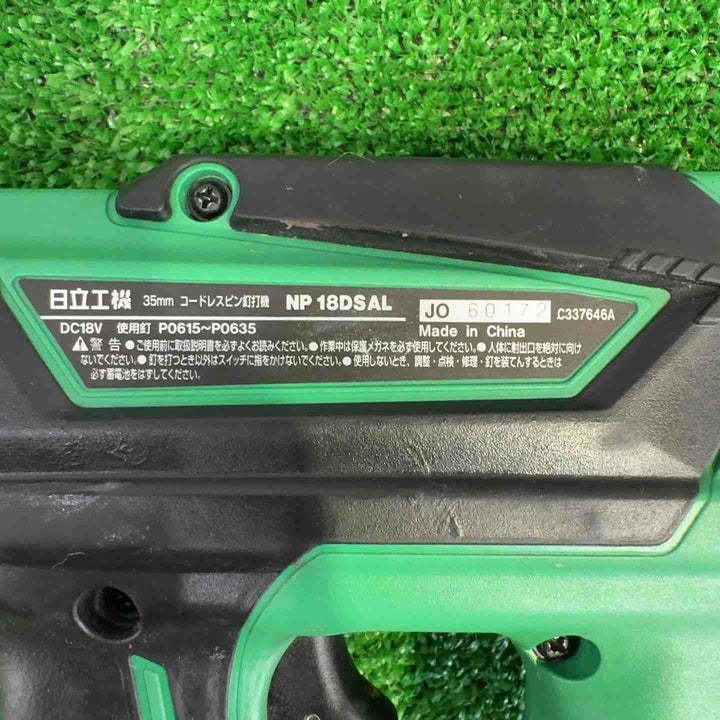 日立工機 35mm コードレスピン釘打機 NP 18DSAL JO 60172 C337646A
DC18V 使用釘 P0615~P0635 Made in China
警告 ●ご使用前に取扱説明書を必ずよくお読みください。●作業中は保護メガネを必ず使用してください。●人体に射出口を絶対に向け
ないでください。●釘を打つとき以外はスイッチに指をかけないでください。●使用しないとき、調整・点検・修理・釘を装てんするときは
必ず蓄電池をはずしてください。